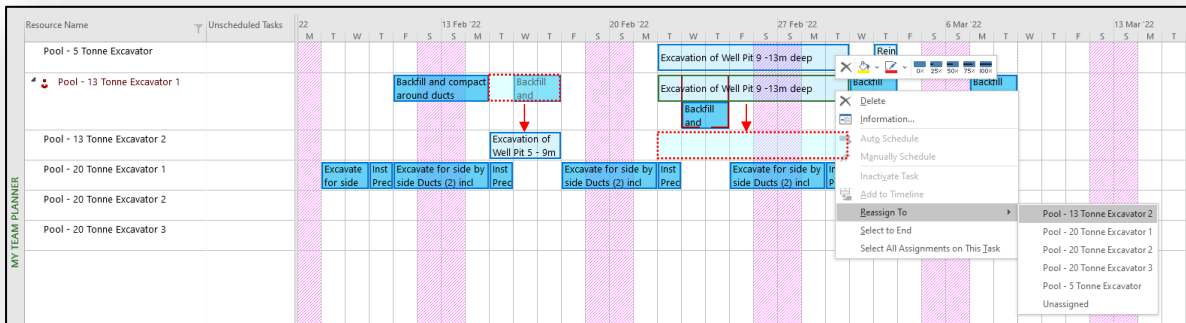 Resource Name Unscheduled Tasks 22 13 Feb '22 20 Feb '22 27 Feb '22 6 Mar '22 13 Mar '22
M T W T F S S M T W T F S S M T W T F S S M T W T F S S M T W T F S S M T
Pool - 5 Tonne Excavator
Excavation of Well Pit 9 -13m deep
Rein
0× 25× 50× 75× 100×
Pool - 13 Tonne Excavator 1
Backfill and compact
around ducts
Backfill
and
Excavation of Well Pit 9 -13m deep
Backfill
and
Backfill
Backfill
Pool - 13 Tonne Excavator 2
Excavation of
Well Pit 5 - 9m
Pool - 20 Tonne Excavator 1
Excavate
for side
Inst
Prec
Excavate for side by
side Ducts (2) incl
Inst
Prec
Excavate for side by
side Ducts (2) incl
Inst
Prec
Excavate for side by
side Ducts (2) incl
Pool - 20 Tonne Excavator 2
Pool - 20 Tonne Excavator 3
MY TEAM PLANNER
Delete
Information...
Auto Schedule
Manually Schedule
Inactivate Task
Add to Timeline
Reassign To
Select to End
Select All Assignments on This Task
Pool - 13 Tonne Excavator 2
Pool - 20 Tonne Excavator 1
Pool - 20 Tonne Excavator 2
Pool - 20 Tonne Excavator 3
Pool - 5 Tonne Excavator
Unassigned